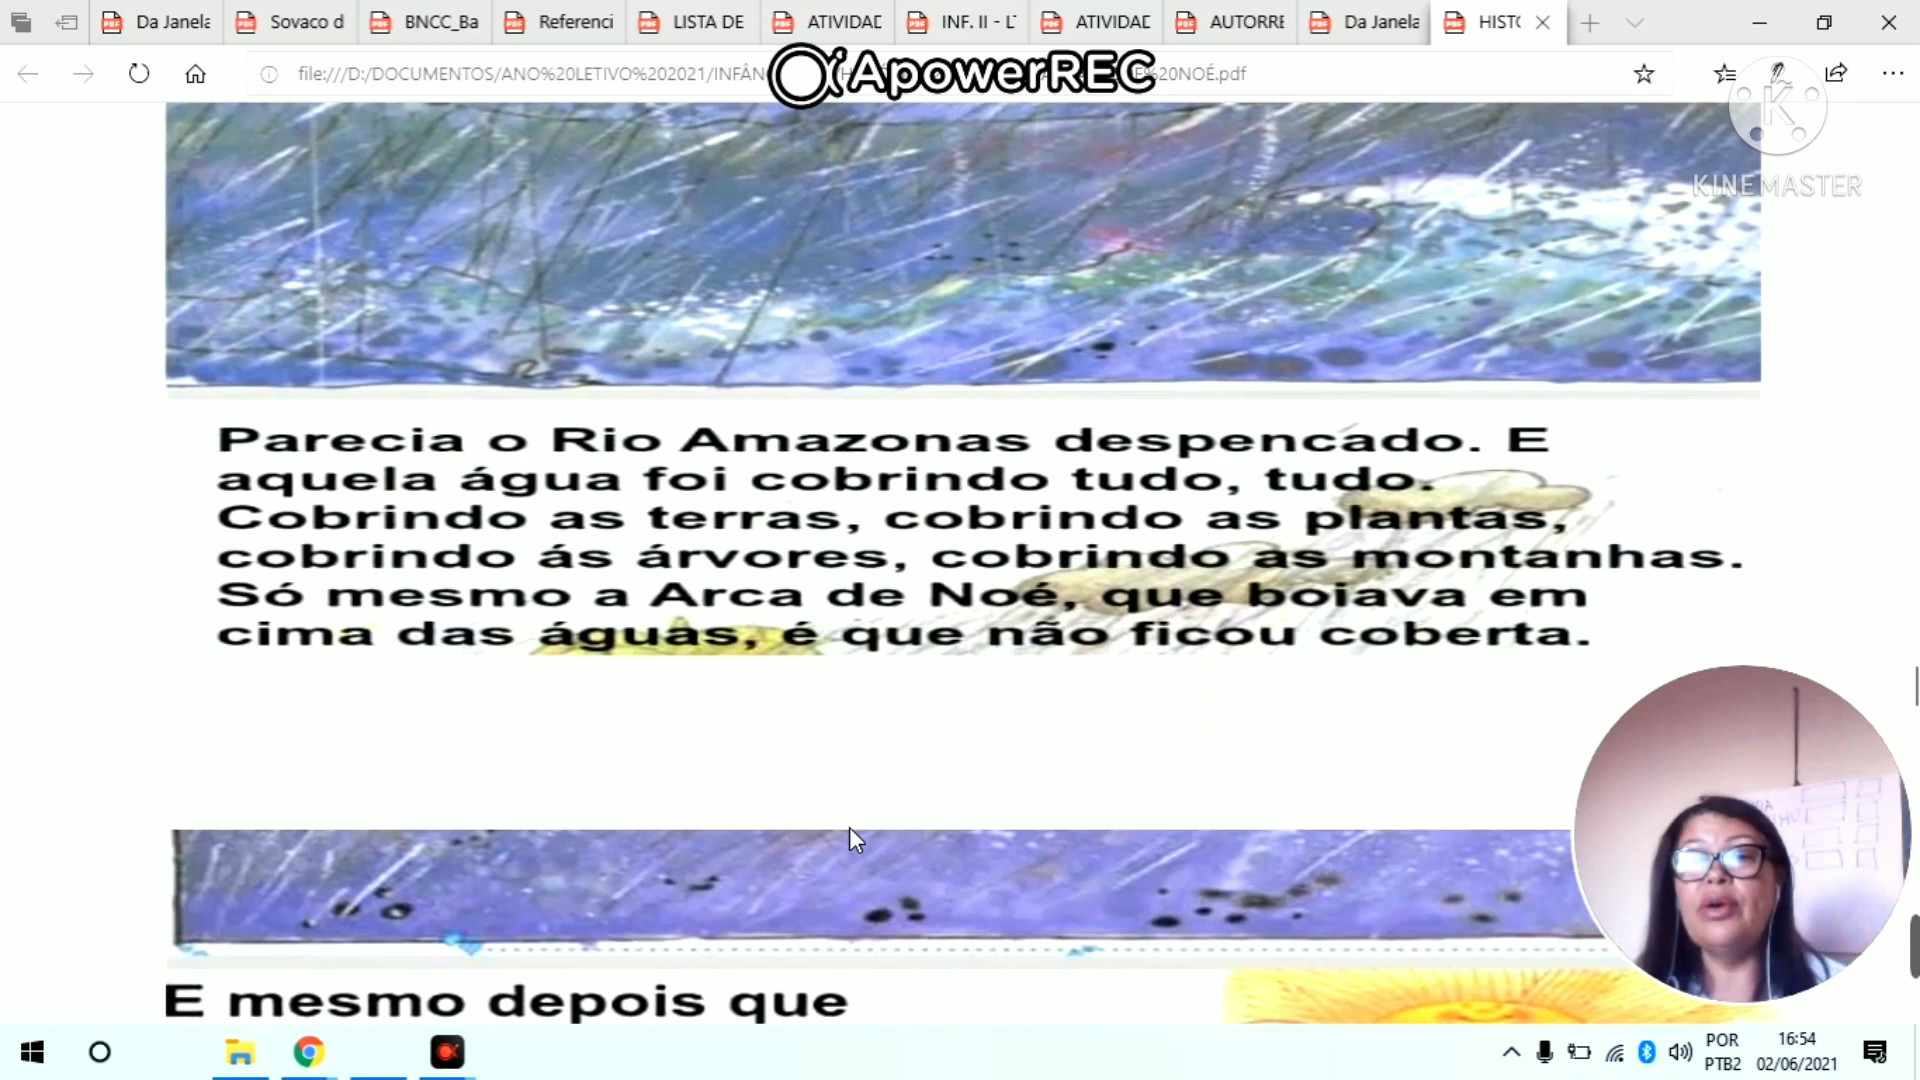 Da Janela
Sovaco d
BNCC_Ba
Referenci
LISTA DE
ATIVIDAD
INF. II - L
ATIVIDAD
AUTORRE
Da Janela
HIST
file:///D:/DOCUMENTOS/ANO%20LETIVO%202021/INFÂN
%20NOÉ.pdf
ApowerREC
K
KINEMASTER
Parecia o Rio Amazonas despencado. E
aquela água foi cobrindo tudo, tudo.
Cobrindo as terras, cobrindo as plantas,
cobrindo ás árvores, cobrindo as montanhas.
Só mesmo a Arca de Noé, que boiava em
cima das águas, é que não ficou coberta.
E mesmo depois que
POR
PTB2
16:54
02/06/2021